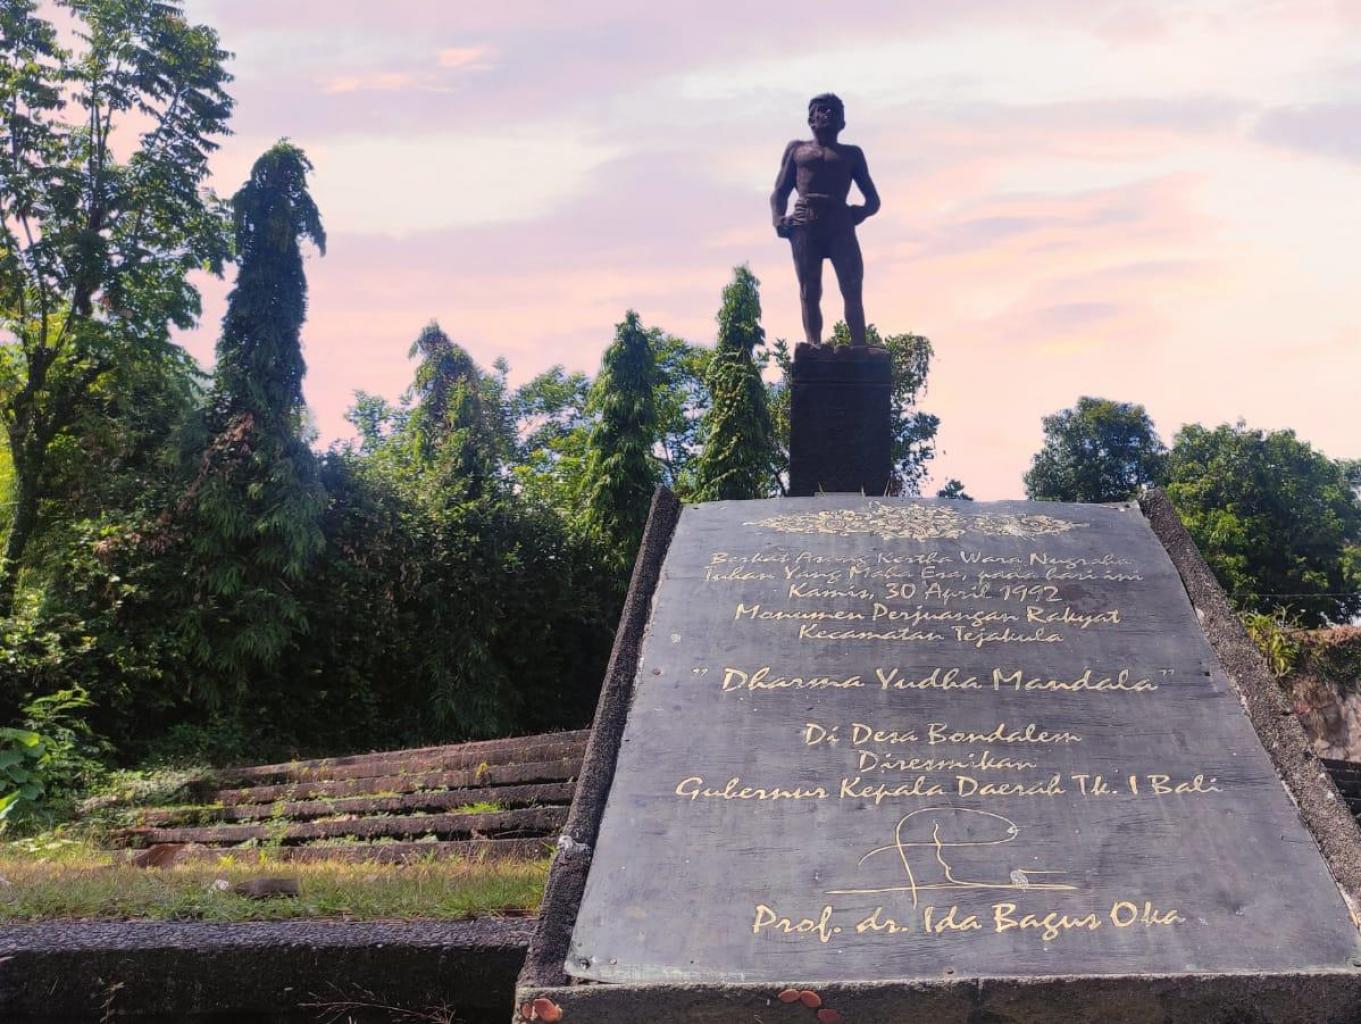 Berkat Asung Kertha Wara Nugraha
Tuhan Yang Maha Esa, pada hari ini
Kamis, 30 April 1992
Monumen Perjuangan Rakyat
Kecamatan Tejakula
" Dharma Yudha Mandala "
Di Desa Bondalem
Diresmikan
Gubernur Kepala Daerah Tk. I Bali
Prof. dr. Ida Bagus Oka